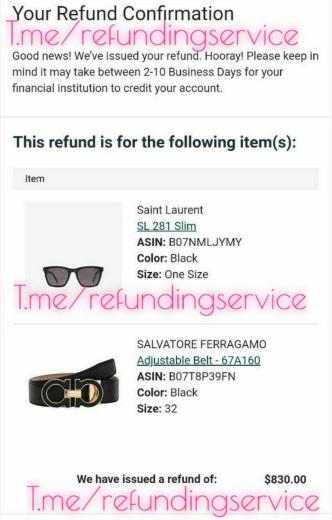 Your Refund Confirmation
T.me/refundingservice
Good news! We've issued your refund. Hooray! Please keep in
mind it may take between 2-10 Business Days for your
financial institution to credit your account.
This refund is for the following item(s):
Item
Saint Laurent
SL 281 Slim
ASIN: B07NMLJYMY
Color: Black
Size: One Size
T.me/refundingservice
SALVATORE FERRAGAMO
Adjustable Belt - 67A160
ASIN: B07T8P39FN
Color: Black
Size: 32
We have issued a refund of: $830.00
T.me/refundingservice